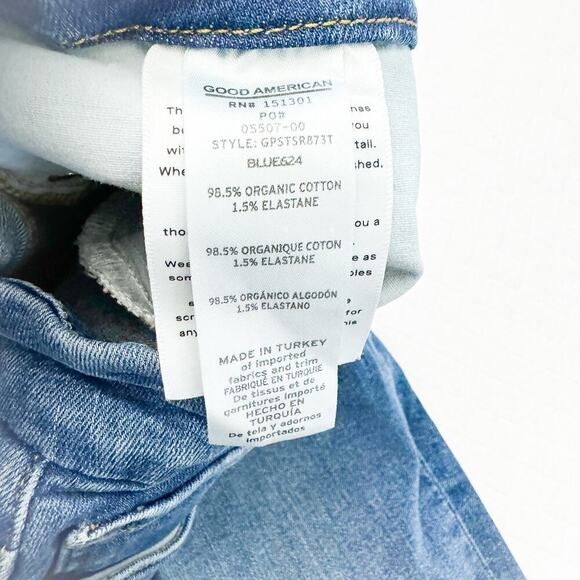 GOOD AMERICAN
RN# 151301
PO#
05507-00
STYLE: GPSTSR873T
BLUE624
98.5% ORGANIC COTTON
1.5% ELASTANE
98.5% ORGANIQUE COTON
1.5% ELASTANE
98.5% ORGÁNICO ALGODÓN
1.5% ELASTANO
MADE IN TURKEY
of imported
fabrics and trim
FABRIQUÉ EN TURQUIE
De tissus et de
garnitures importé
HECHO EN
TURQUÍA
De tela y adornos
importados